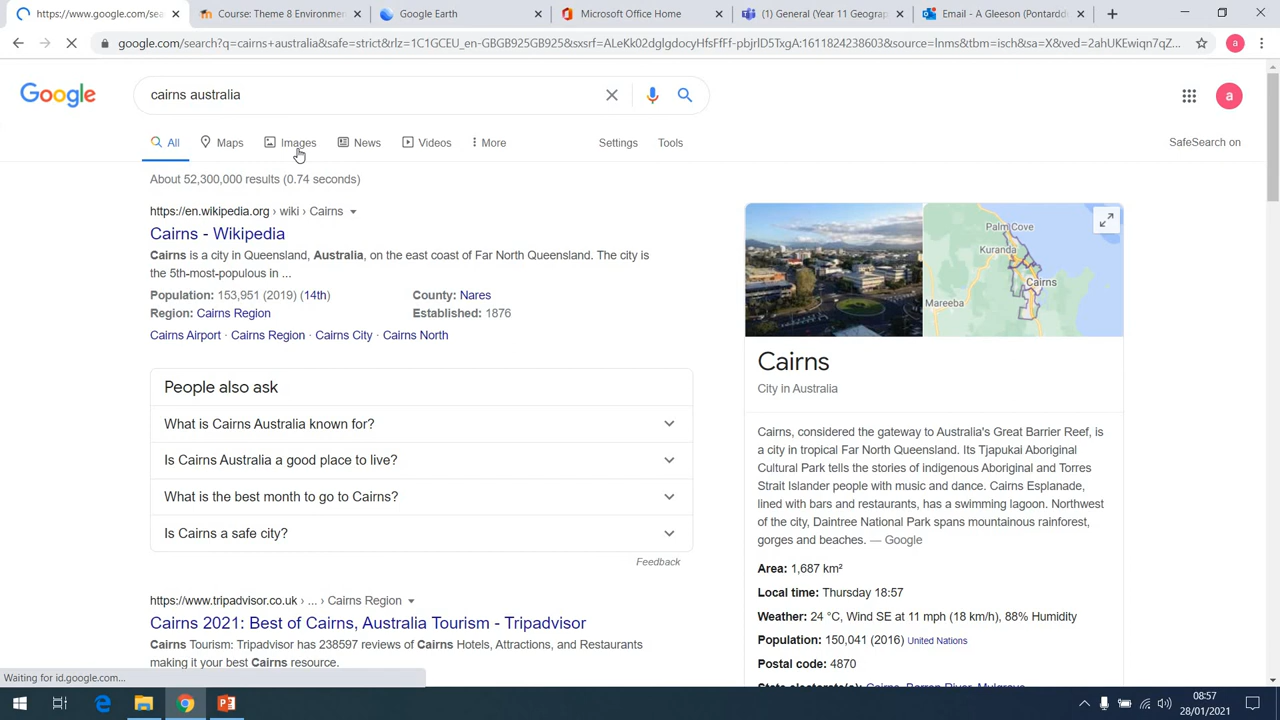 https://www.google.com/sea
Course: Theme 8 Environmen
Google Earth
Microsoft Office Home
(1) General (Year 11 Geograp
Email - A Gleeson (Pontardd
google.com/search?q=cairns+australia&safe=strict&rlz=1C1GCEU_en-GBGB925GB925&sxsrf=ALeKk02dglgdocyHfsFfFf-pbjrlD5TxgA:1611824238603&source=lnms&tbm=isch&sa=X&ved=2ahUKEwiqn7qZ...
a
Google
cairns australia
a
All
Maps
Images
News
Videos
More
Settings
Tools
SafeSearch on
About 52,300,000 results (0.74 seconds)
https://en.wikipedia.org › wiki › Cairns
Cairns - Wikipedia
Cairns is a city in Queensland, Australia, on the east coast of Far North Queensland. The city is
the 5th-most-populous in ...
Population: 153,951 (2019) (14th)
County: Nares
Region: Cairns Region
Established: 1876
Cairns Airport · Cairns Region · Cairns City · Cairns North
People also ask
What is Cairns Australia known for?
Is Cairns Australia a good place to live?
What is the best month to go to Cairns?
Is Cairns a safe city?
Feedback
https://www.tripadvisor.co.uk › ... › Cairns Region
Cairns 2021: Best of Cairns, Australia Tourism - Tripadvisor
Cairns Tourism: Tripadvisor has 238597 reviews of Cairns Hotels, Attractions, and Restaurants
making it your best Cairns resource.
Palm Cove
Kuranda
Cairns
Mareeba
Cairns
City in Australia
Cairns, considered the gateway to Australia's Great Barrier Reef, is
a city in tropical Far North Queensland. Its Tjapukai Aboriginal
Cultural Park tells the stories of indigenous Aboriginal and Torres
Strait Islander people with music and dance. Cairns Esplanade,
lined with bars and restaurants, has a swimming lagoon. Northwest
of the city, Daintree National Park spans mountainous rainforest,
gorges and beaches. — Google
Area: 1,687 km²
Local time: Thursday 18:57
Weather: 24 °C, Wind SE at 11 mph (18 km/h), 88% Humidity
Population: 150,041 (2016) United Nations
Postal code: 4870
State electorate(s): Cairns, Barron River, Mulgrave
Waiting for id.google.com...
08:57
28/01/2021